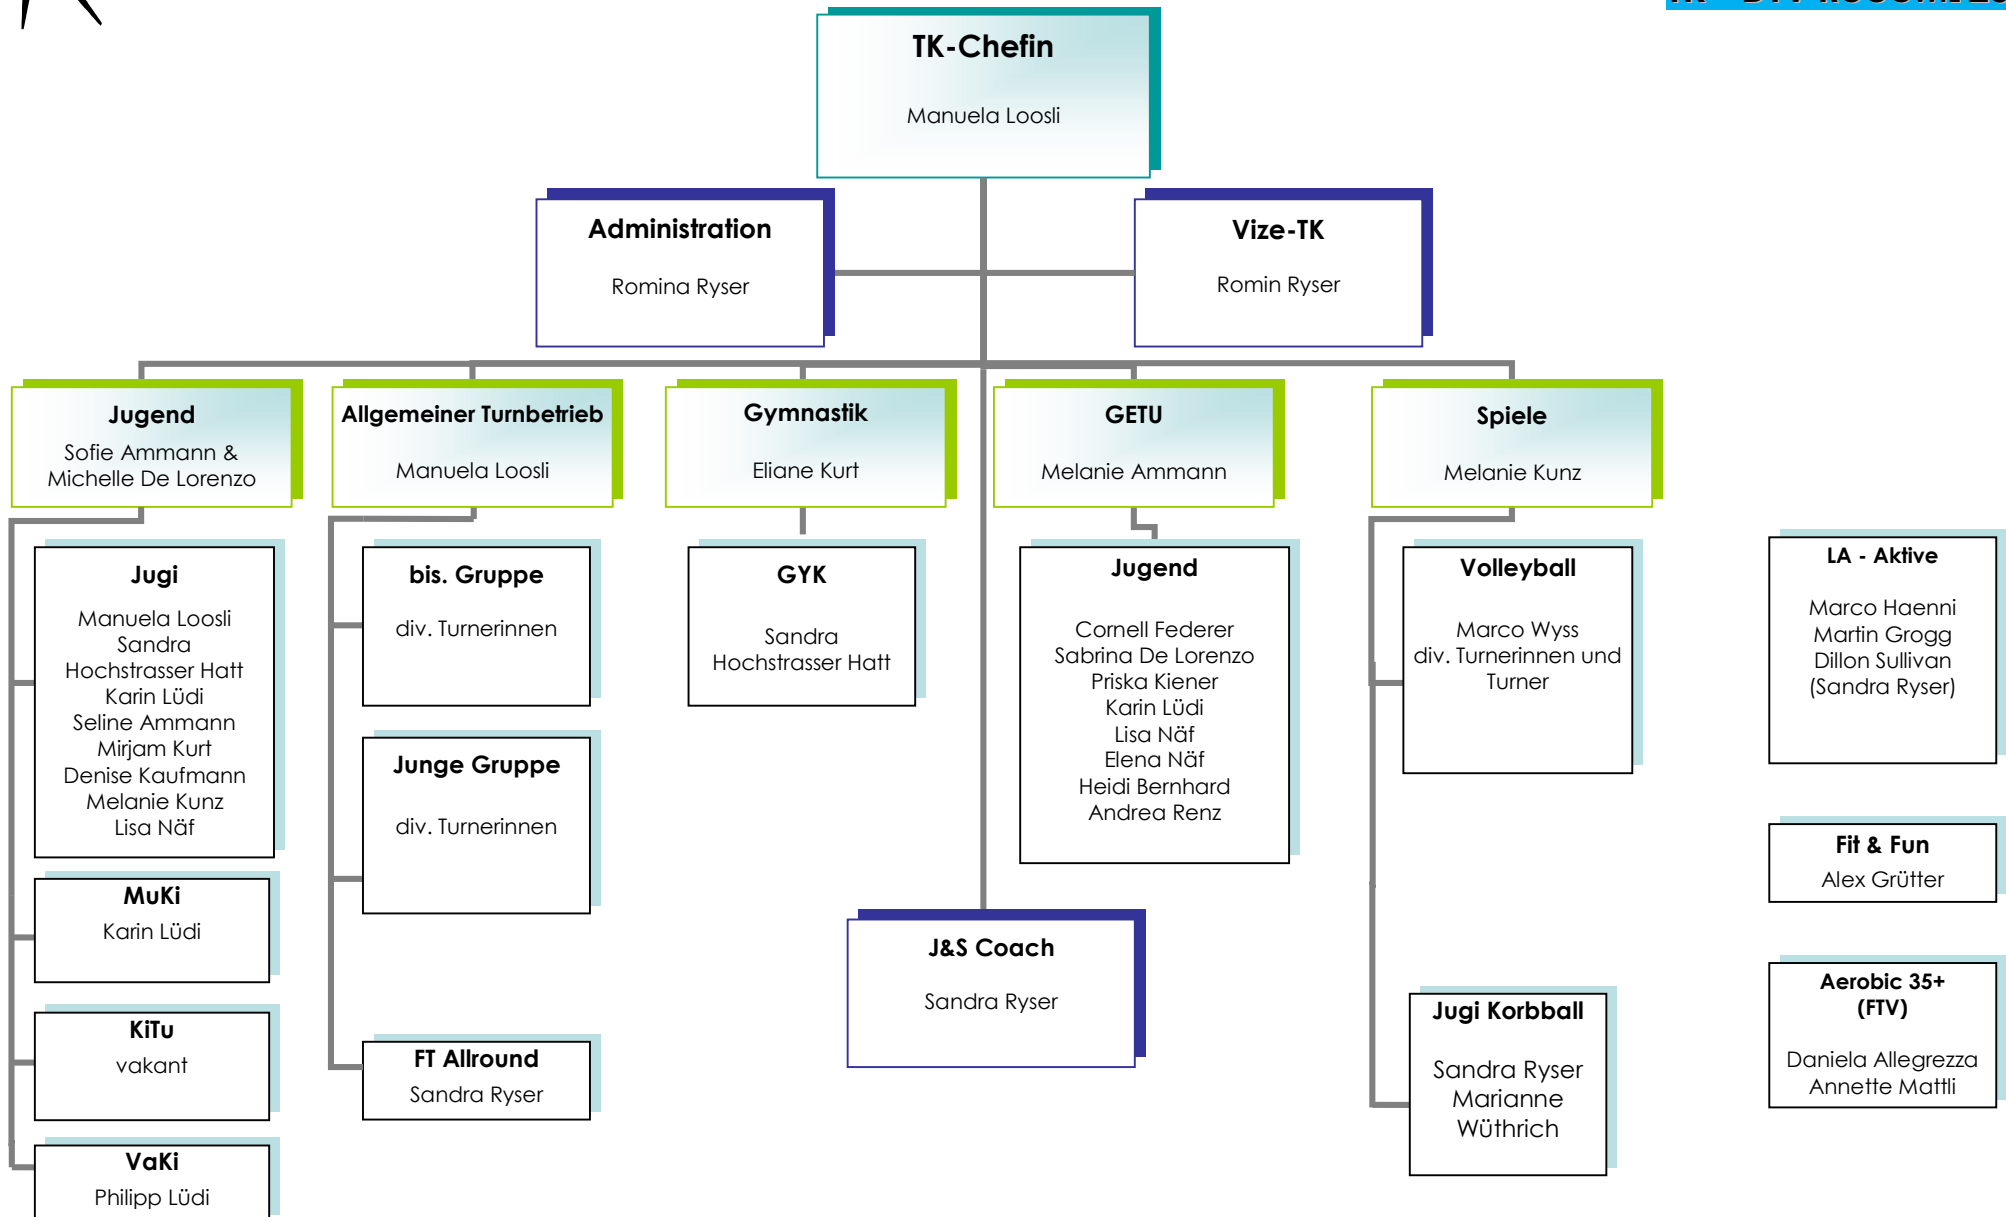 TK-Chefin
Manuela Loosli
Administration
Romina Ryser
Vize-TK
Romin Ryser
Jugend
Sofie Ammann &
Michelle De Lorenzo
Allgemeiner Turnbetrieb
Manuela Loosli
Gymnastik
Eliane Kurt
GETU
Melanie Ammann
Spiele
Melanie Kunz
Jugi
Manuela Loosli
Sandra
Hochstrasser Hatt
Karin Lüdi
Seline Ammann
Mirjam Kurt
Denise Kaufmann
Melanie Kunz
Lisa Näf
MuKi
Karin Lüdi
KiTu
vakant
VaKi
Philipp Lüdi
bis. Gruppe
div. Turnerinnen
Junge Gruppe
div. Turnerinnen
FT Allround
Sandra Ryser
GYK
Sandra
Hochstrasser Hatt
J&S Coach
Sandra Ryser
Jugend
Cornell Federer
Sabrina De Lorenzo
Priska Kiener
Karin Lüdi
Lisa Näf
Elena Näf
Heidi Bernhard
Andrea Renz
Volleyball
Marco Wyss
div. Turnerinnen und
Turner
Jugi Korbball
Sandra Ryser
Marianne
Wüthrich
LA - Aktive
Marco Haenni
Martin Grogg
Dillon Sullivan
(Sandra Ryser)
Fit & Fun
Alex Grütter
Aerobic 35+
(FTV)
Daniela Allegrezza
Annette Mattli